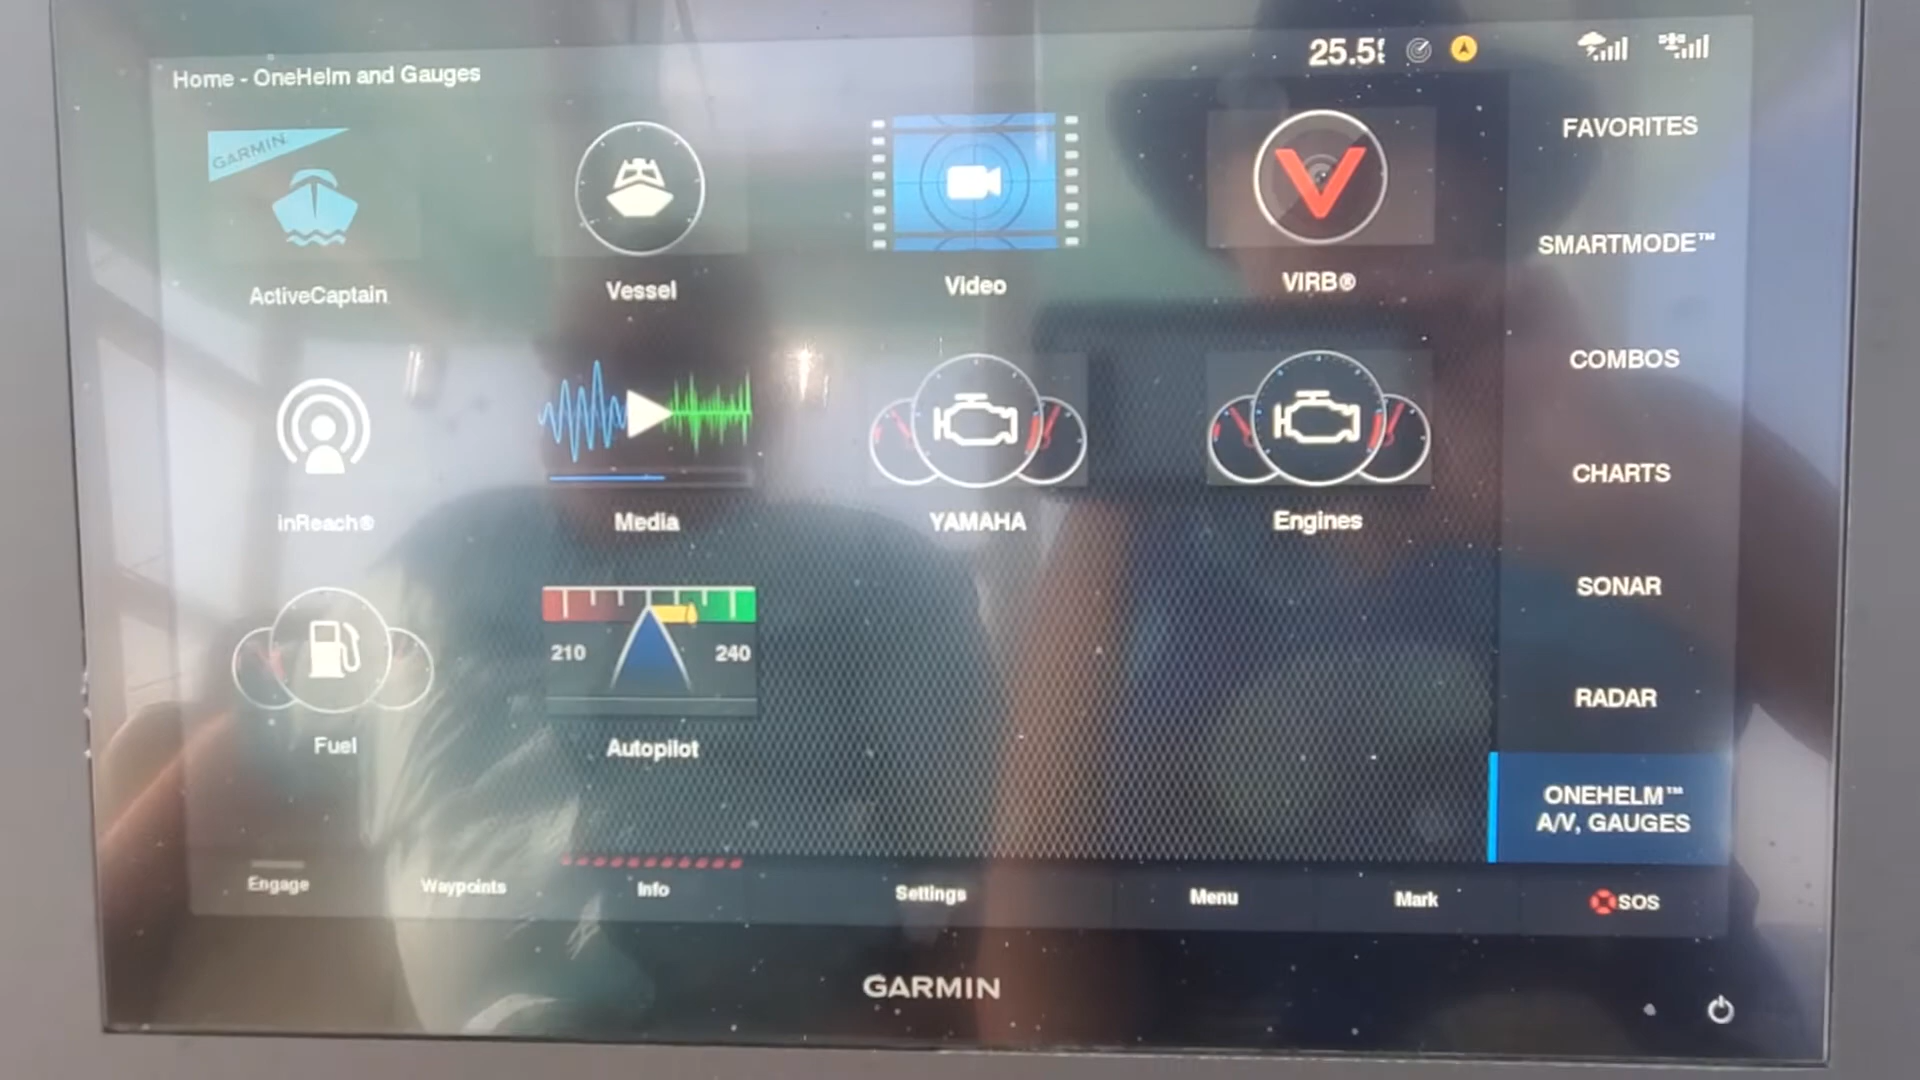 Home - OneHelm and Gauges
25.5ft
GARMIN
ActiveCaptain
Vessel
Video
VIRB®
inReach®
Media
YAMAHA
Engines
210
240
Fuel
Autopilot
FAVORITES
SMARTMODE™
COMBOS
CHARTS
SONAR
RADAR
ONEHELM™
A/V, GAUGES
Engage
Waypoints
Info
Settings
Menu
Mark
SOS
GARMIN